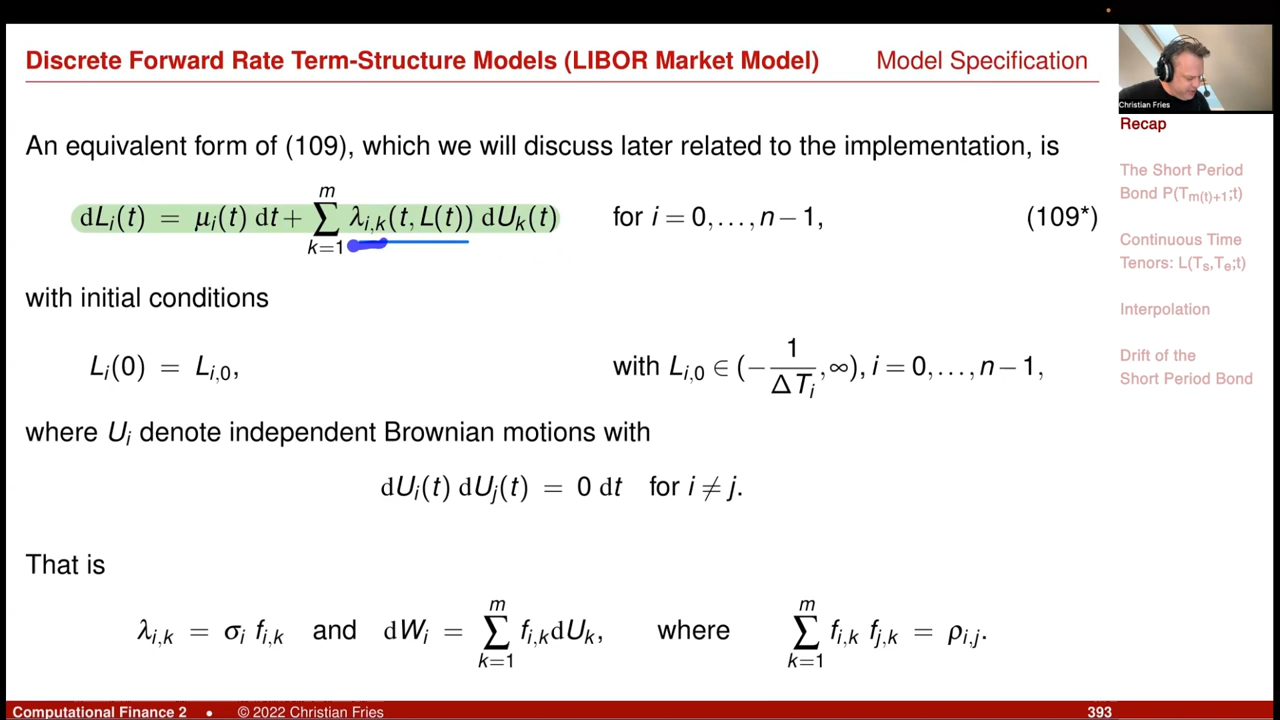 Discrete Forward Rate Term-Structure Models (LIBOR Market Model) Model Specification
Christian Fries
Recap
The Short Period
Bond P(T_{m(t)+1};t)
Continuous Time
Tenors: L(T_s,T_e;t)
Interpolation
Drift of the
Short Period Bond
An equivalent form of (109), which we will discuss later related to the implementation, is
dL_i(t) = μ_i(t) dt + ∑_{k=1}^{m} λ_{i,k}(t, L(t)) dU_k(t) for i = 0,…,n−1, (109*)
with initial conditions
L_i(0) = L_{i,0}, with L_{i,0} ∈ (−1/ΔT_i, ∞), i = 0,…,n−1,
where U_i denote independent Brownian motions with
dU_i(t) dU_j(t) = 0 dt for i ≠ j.
That is
λ_{i,k} = σ_i f_{i,k} and dW_i = ∑_{k=1}^{m} f_{i,k}dU_k, where ∑_{k=1}^{m} f_{i,k} f_{j,k} = ρ_{i,j}.
Computational Finance 2 • © 2022 Christian Fries 393